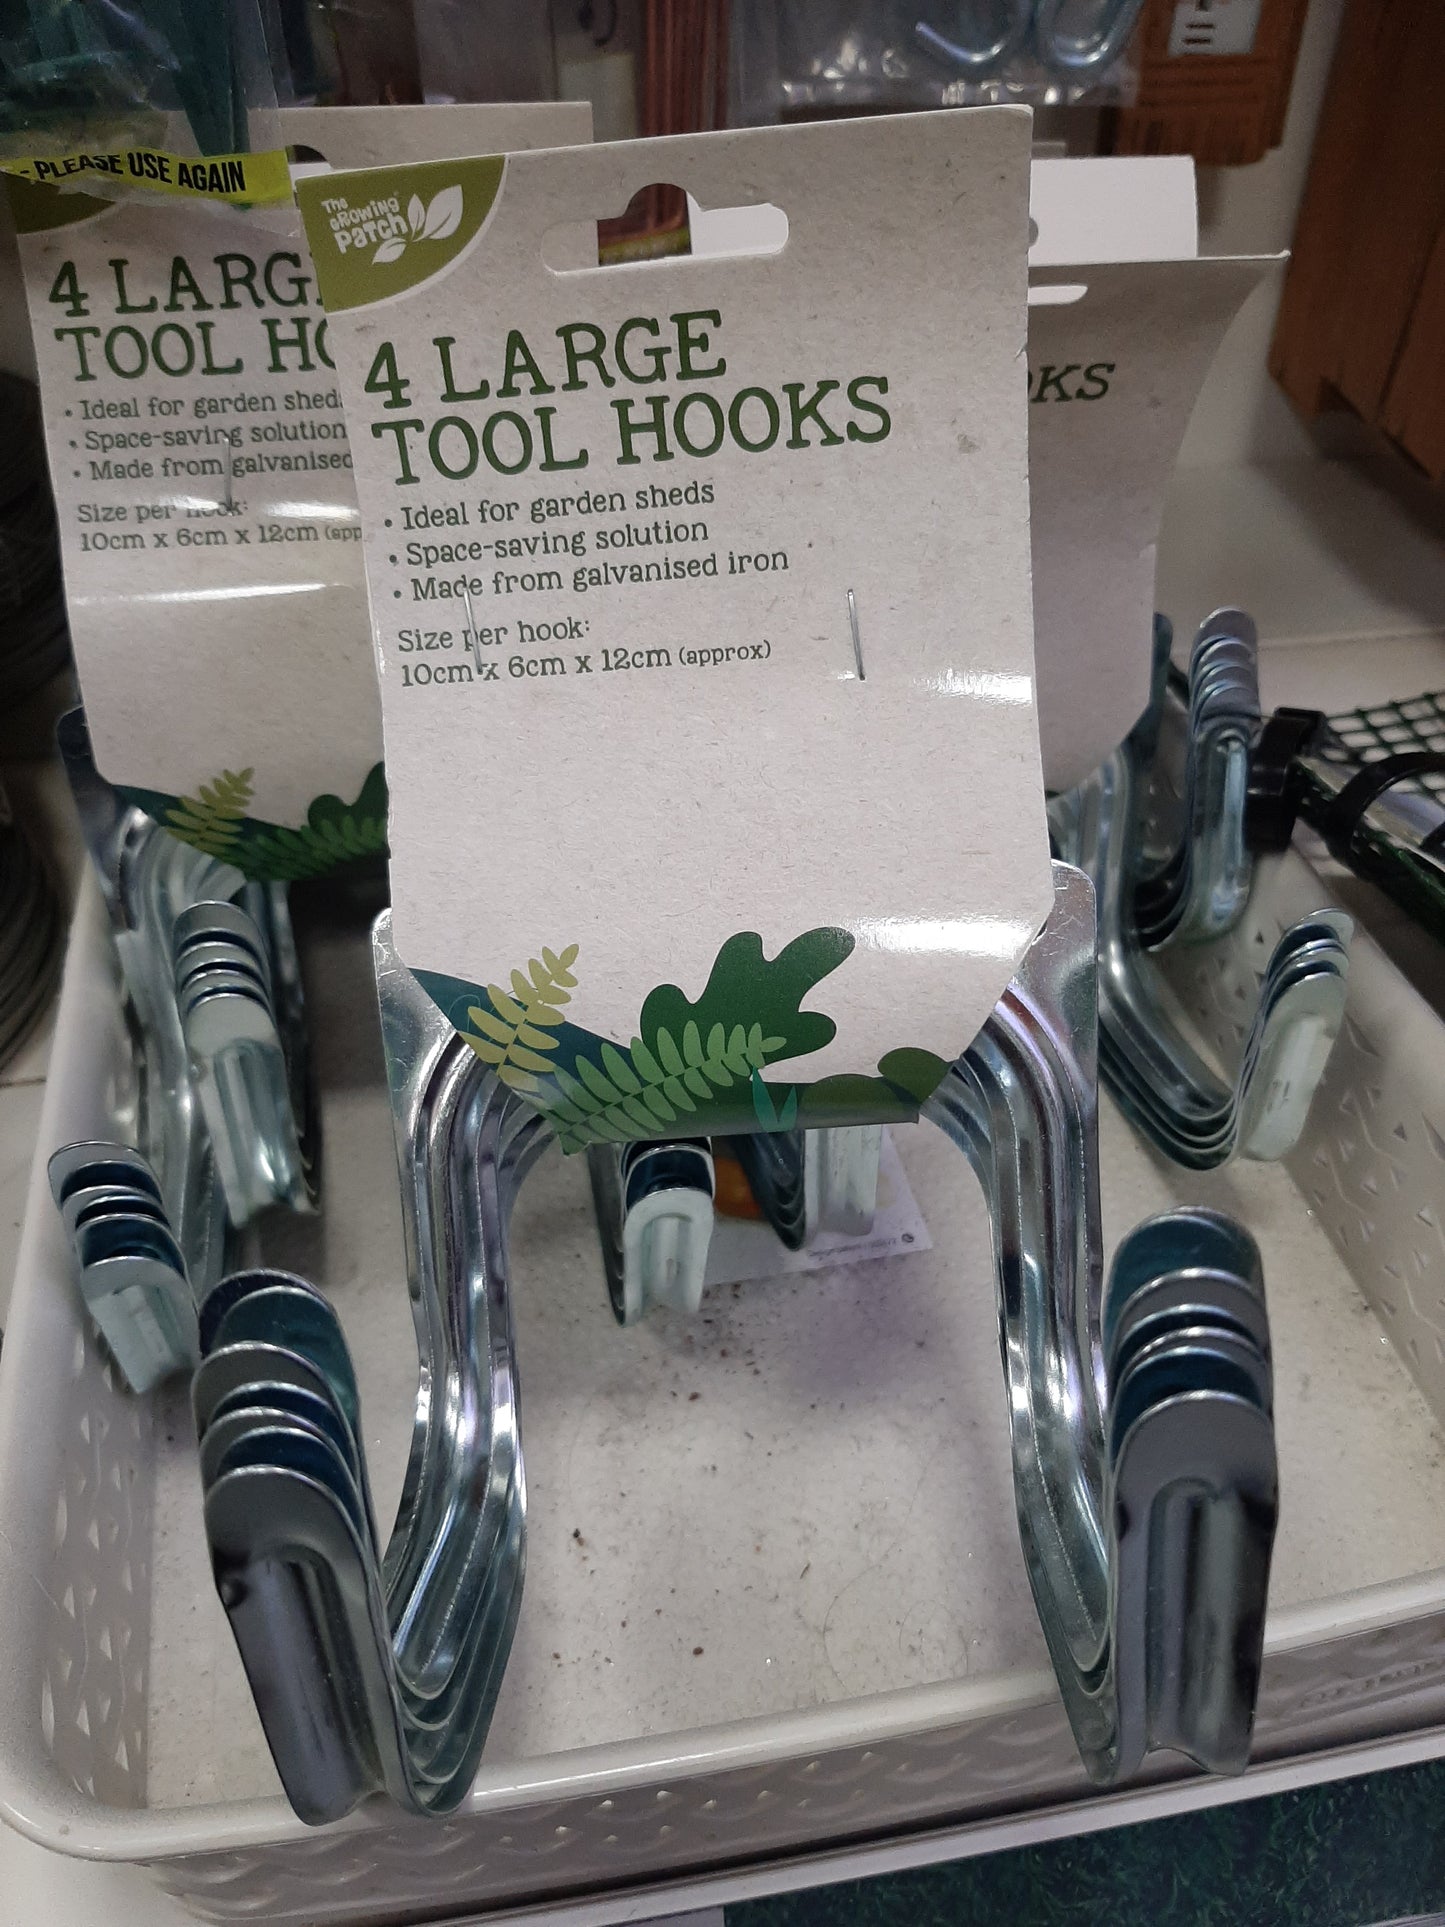 - PLEASE USE AGAIN
The
GROWING
PATCH
4 LARGE
TOOL HOOKS
• Ideal for garden sheds
• Space-saving solution
• Made from galvanised iron
Size per hook:
10cm x 6cm x 12cm (approx)
4 LARG
TOOL HO
• Ideal for garden shed
• Space-saving solution
• Made from galvanised
Size per hook:
10cm x 6cm x 12cm (app
OKS